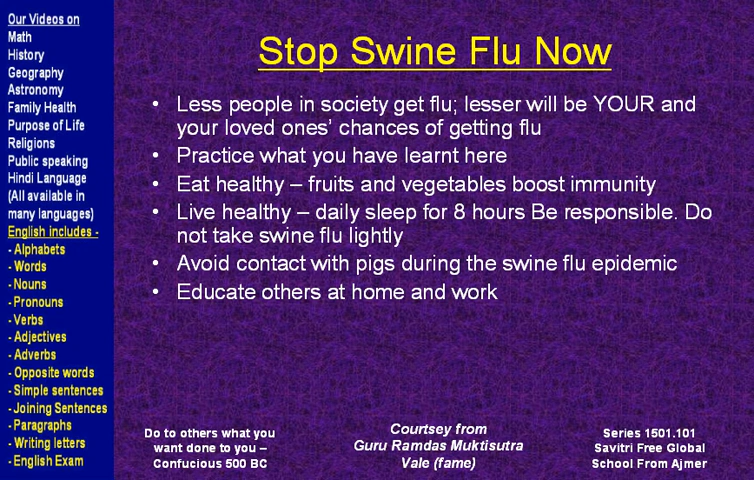 Our Videos on
Math
History
Geography
Astronomy
Family Health
Purpose of Life
Religions
Public speaking
Hindi Language
(All available in
many languages)
English includes -
- Alphabets
- Words
- Nouns
- Pronouns
- Verbs
- Adjectives
- Adverbs
- Opposite words
- Simple sentences
- Joining Sentences
- Paragraphs
- Writing letters
- English Exam
Stop Swine Flu Now
• Less people in society get flu; lesser will be YOUR and
your loved ones' chances of getting flu
• Practice what you have learnt here
• Eat healthy – fruits and vegetables boost immunity
• Live healthy – daily sleep for 8 hours Be responsible. Do
not take swine flu lightly
• Avoid contact with pigs during the swine flu epidemic
• Educate others at home and work
Do to others what you
want done to you –
Confucious 500 BC
Courtsey from
Guru Ramdas Muktisutra
Vale (fame)
Series 1501.101
Savitri Free Global
School From Ajmer